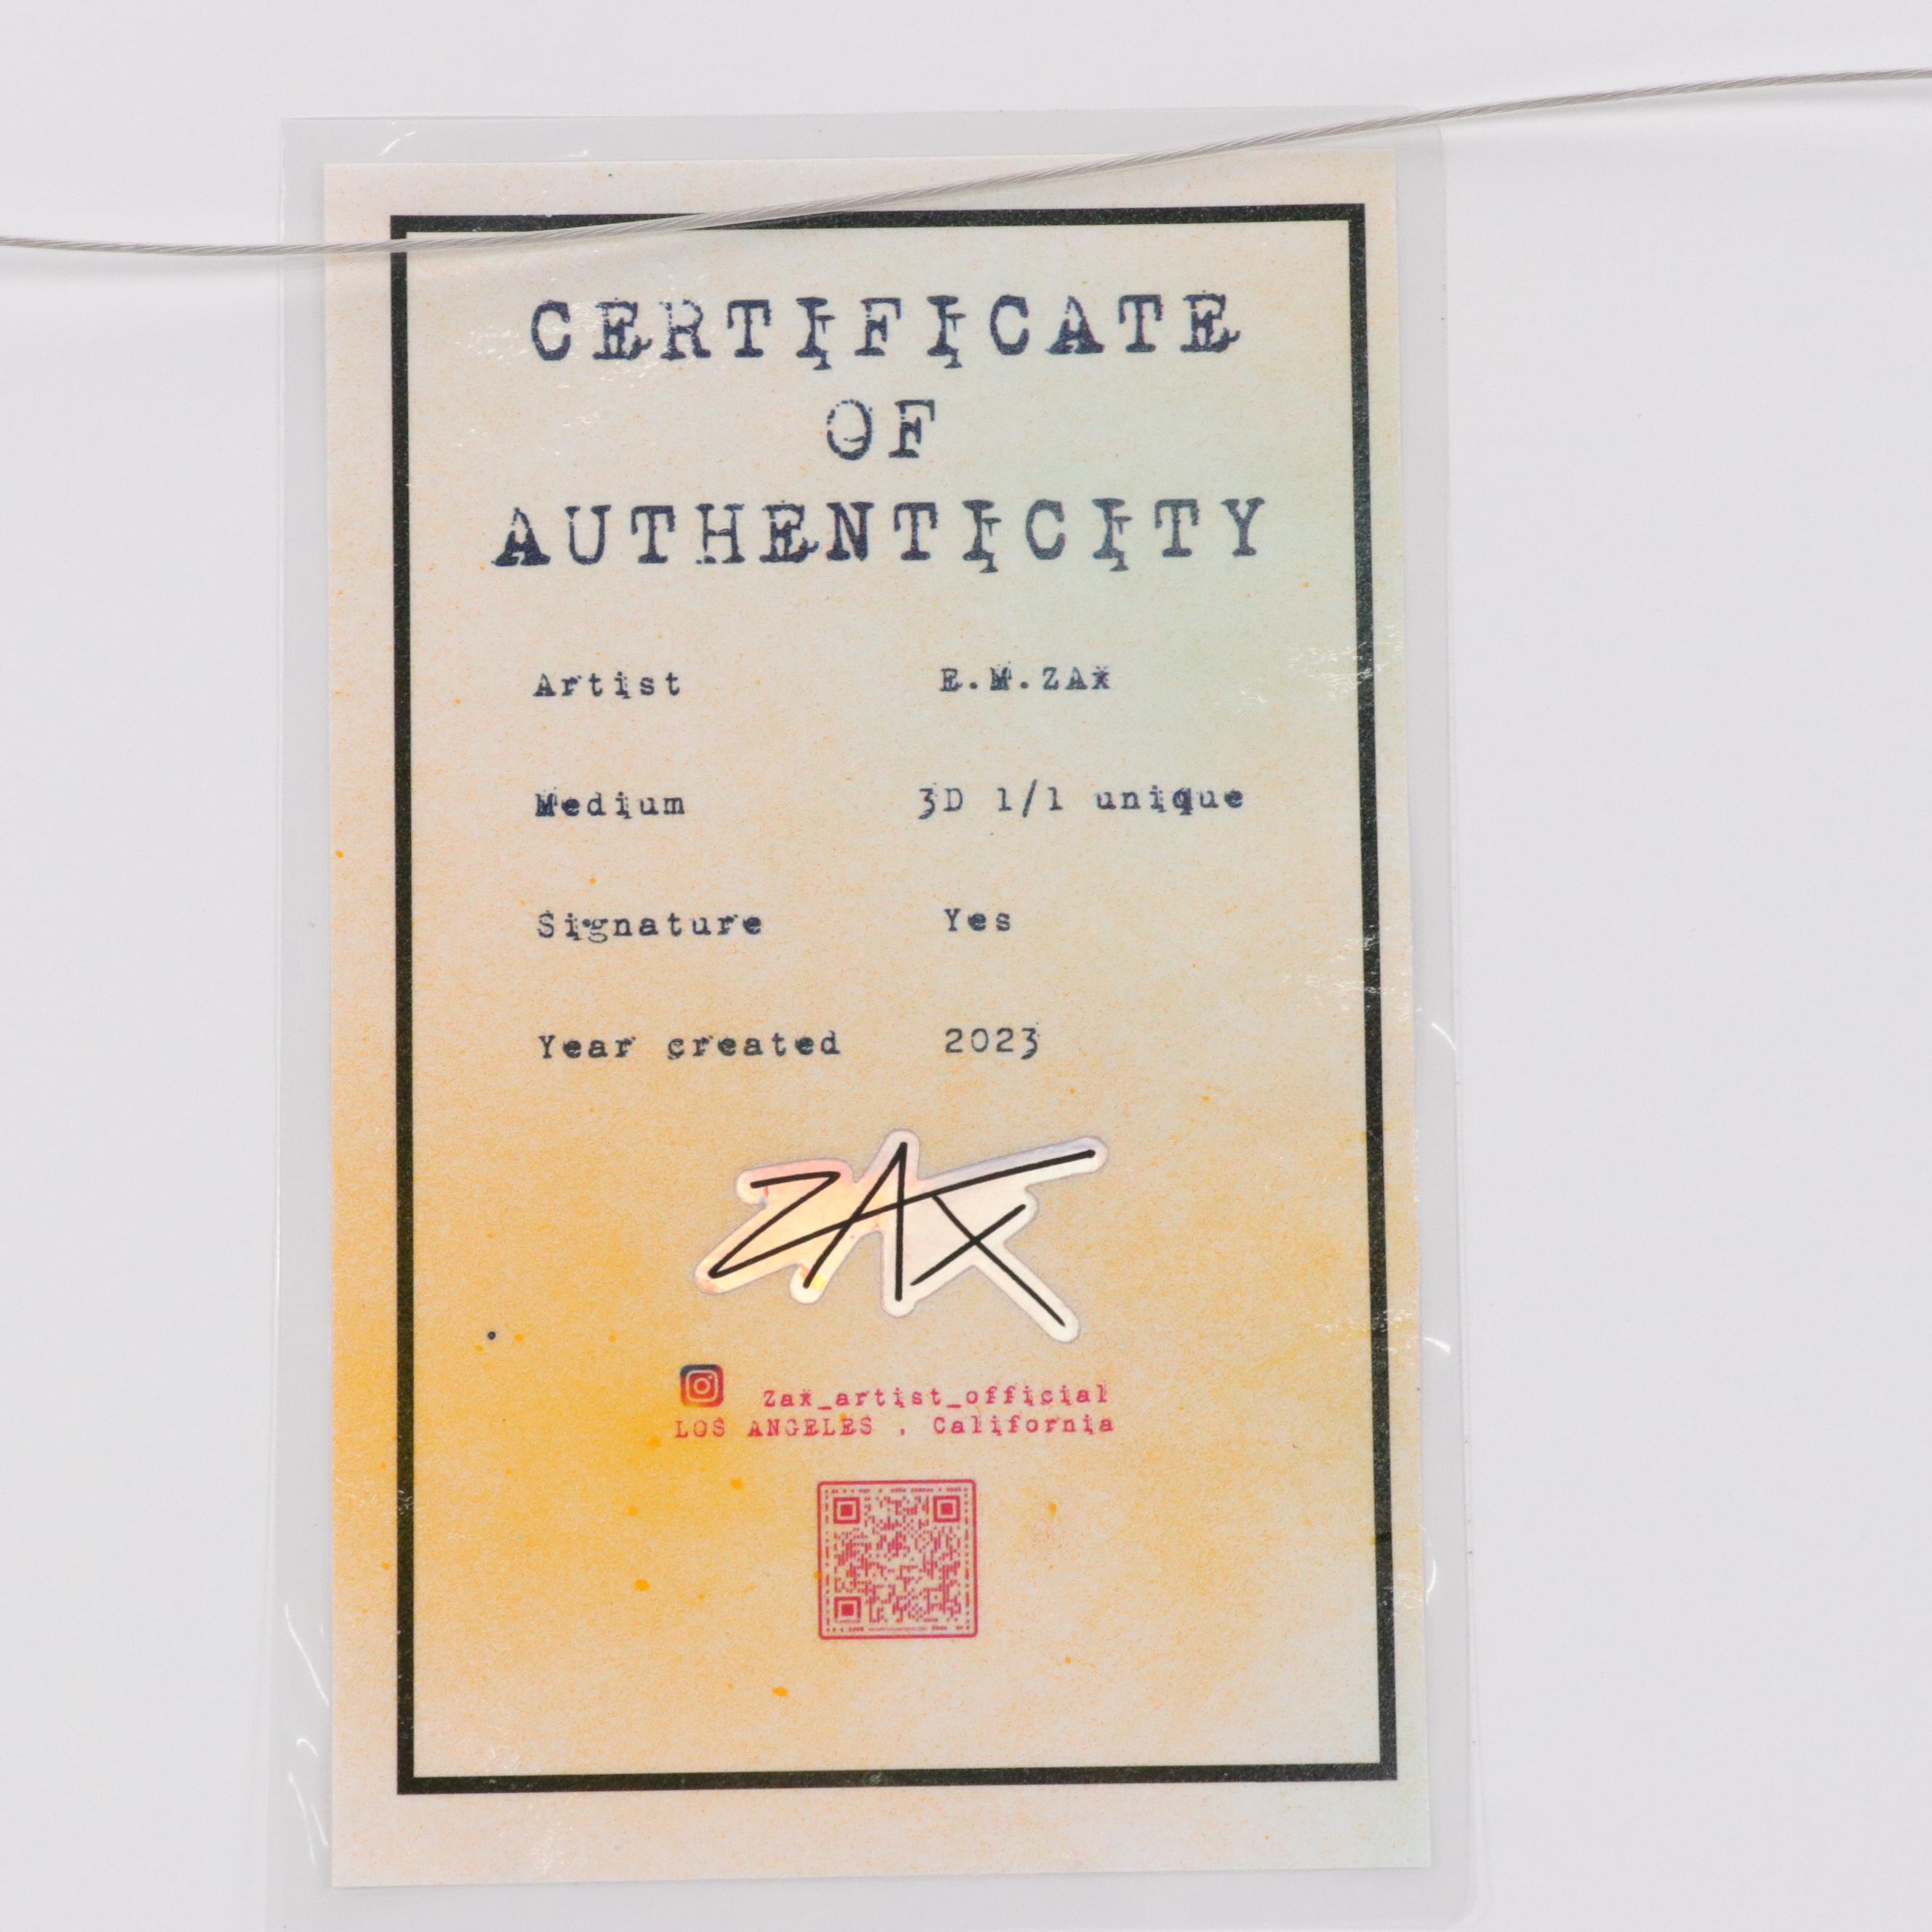 CERTIFICATE
OF
AUTHENTICITY
Artist E.M.ZAX
Medium 3D 1/1 unique
Signature Yes
Year created 2023
ZAX
Zax_artist_official
LOS ANGELES , California